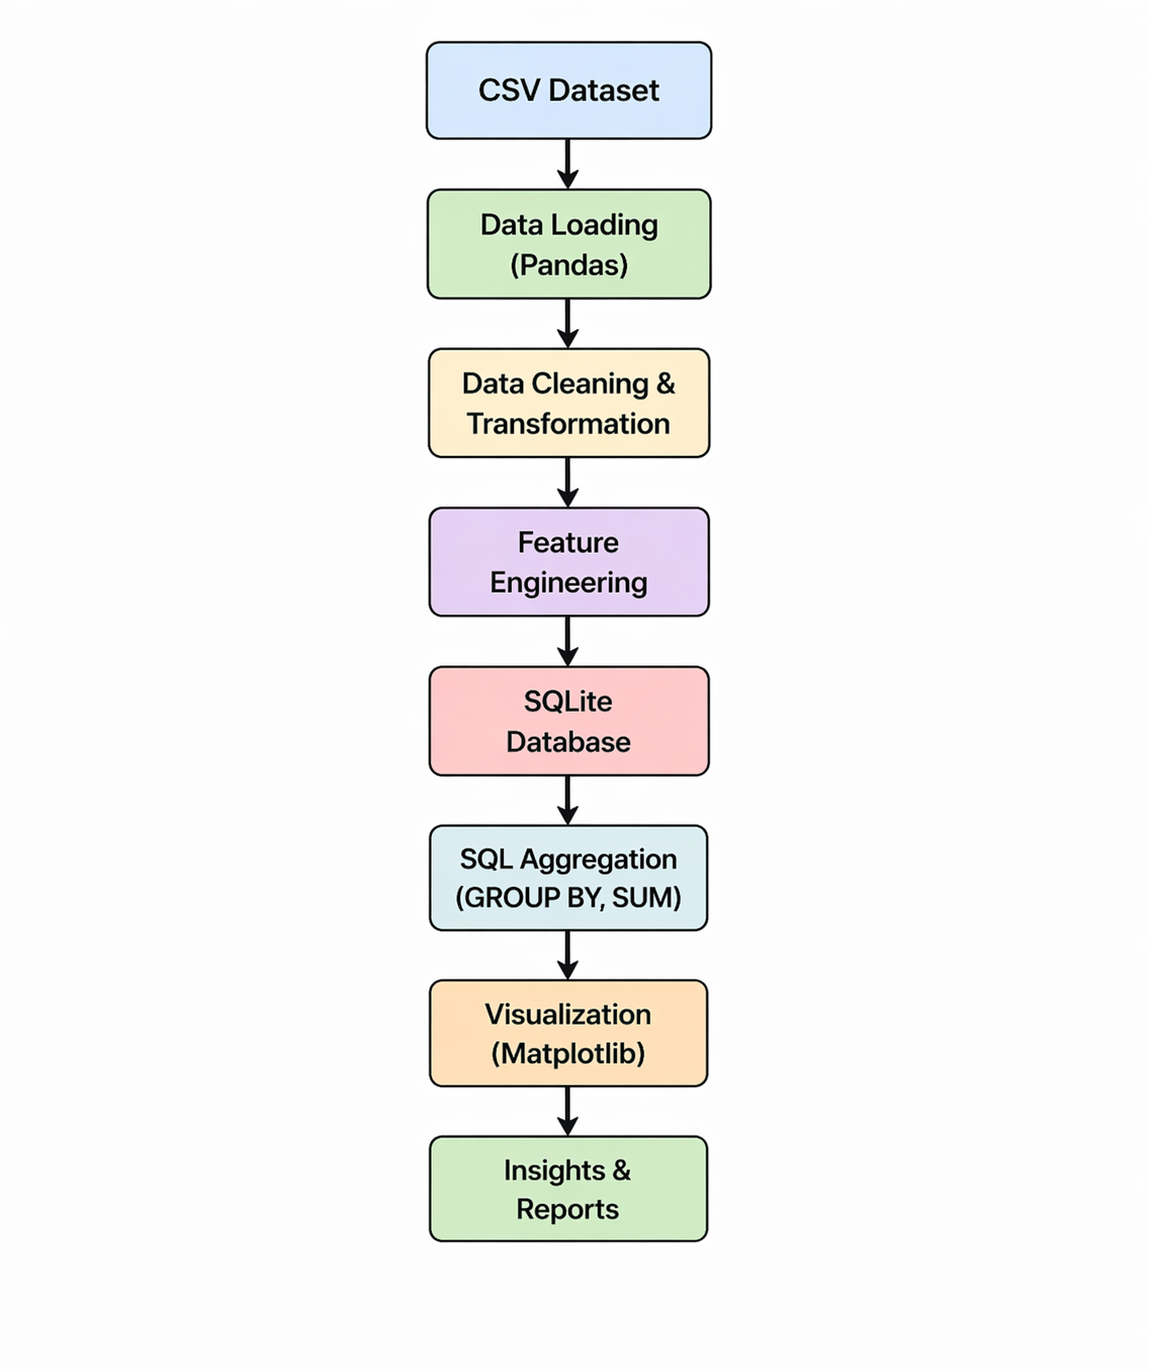 CSV Dataset
Data Loading
(Pandas)
Data Cleaning &
Transformation
Feature
Engineering
SQLite
Database
SQL Aggregation
(GROUP BY, SUM)
Visualization
(Matplotlib)
Insights &
Reports